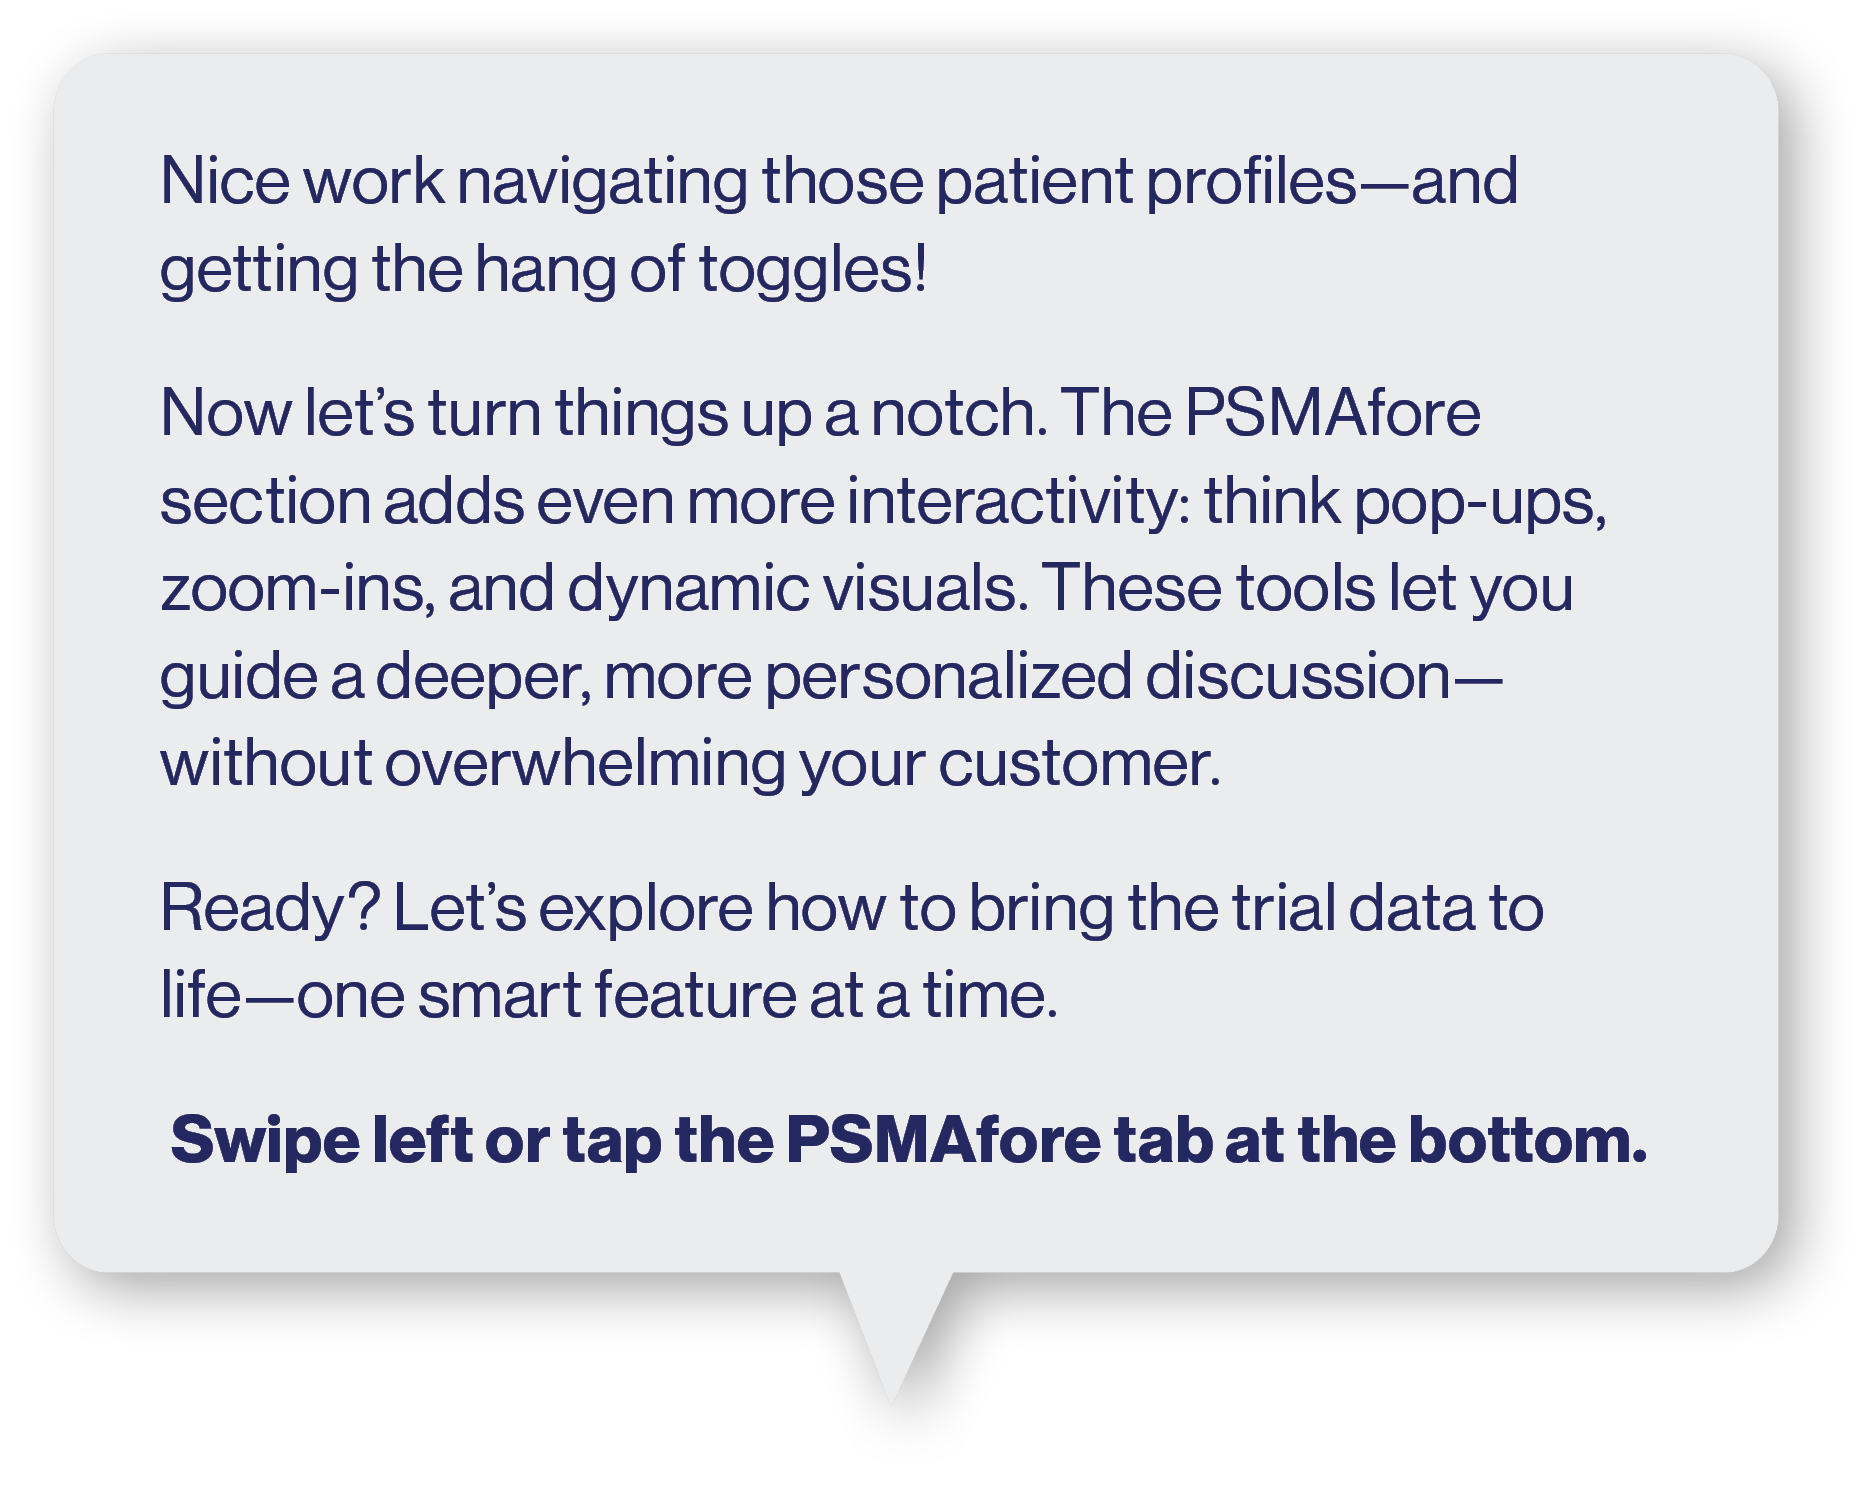 Nice work navigating those patient profiles—and
getting the hang of toggles!
Now let’s turn things up a notch. The PSMAfore
section adds even more interactivity: think pop-ups,
zoom-ins, and dynamic visuals. These tools let you
guide a deeper, more personalized discussion—
without overwhelming your customer.
Ready? Let’s explore how to bring the trial data to
life—one smart feature at a time.
Swipe left or tap the PSMAfore tab at the bottom.